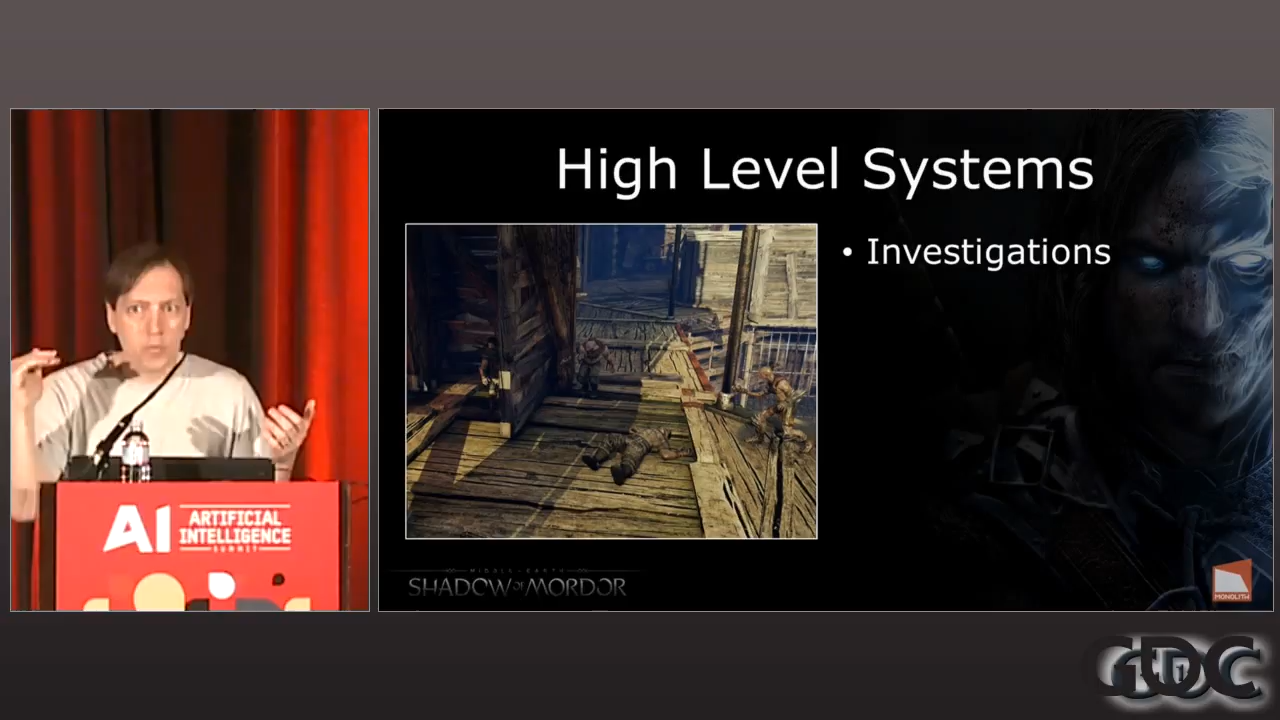 High Level Systems
• Investigations
MIDDLE-EARTH
SHADOW OF MORDOR
MONOLITH
AI ARTIFICIAL
INTELLIGENCE
SUMMIT
GDC